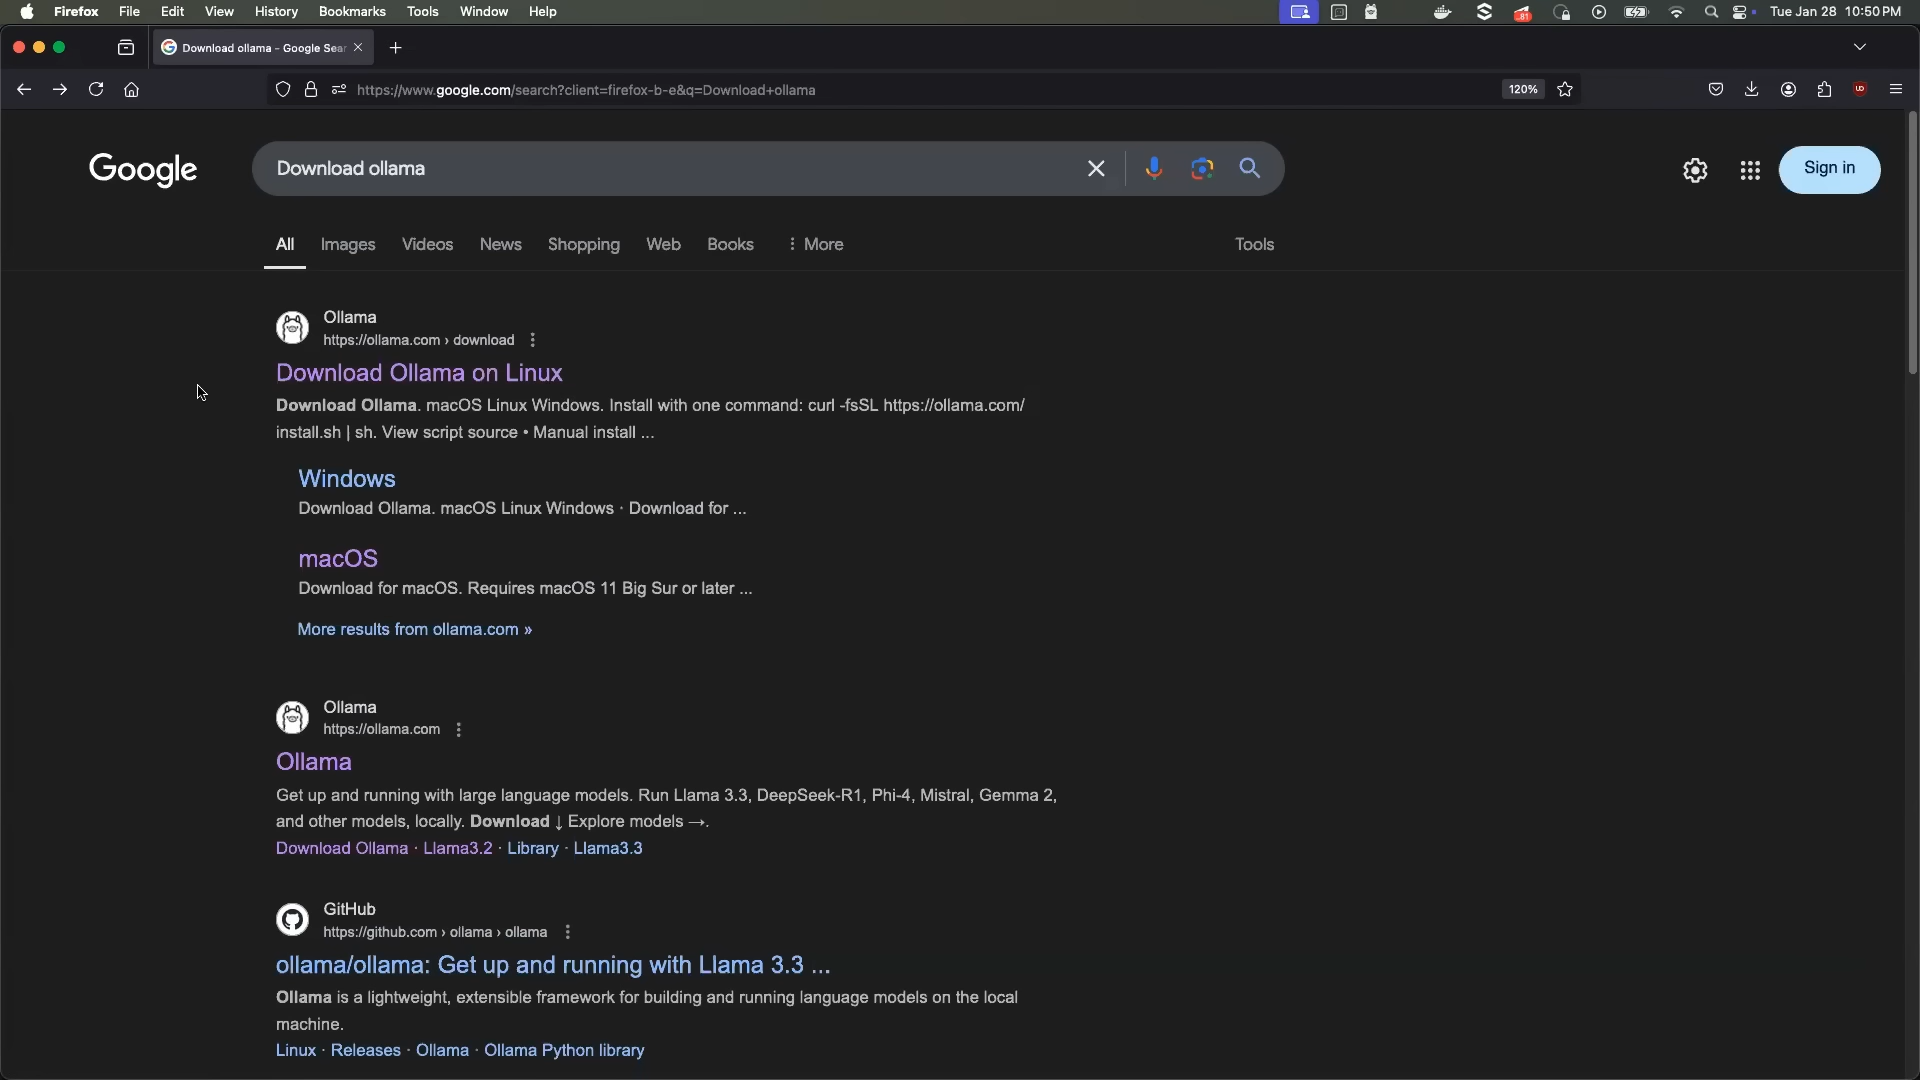 Firefox File Edit View History Bookmarks Tools Window Help 81 Tue Jan 28 10:50 PM
Download ollama - Google Sear
https://www.google.com/search?client=firefox-b-e&q=Download+ollama 120%
Google Download ollama Sign in
All Images Videos News Shopping Web Books More Tools
Ollama
https://ollama.com › download
Download Ollama on Linux
Download Ollama. macOS Linux Windows. Install with one command: curl -fsSL https://ollama.com/
install.sh | sh. View script source • Manual install ...
Windows
Download Ollama. macOS Linux Windows · Download for ...
macOS
Download for macOS. Requires macOS 11 Big Sur or later ...
More results from ollama.com »
Ollama
https://ollama.com
Ollama
Get up and running with large language models. Run Llama 3.3, DeepSeek-R1, Phi-4, Mistral, Gemma 2,
and other models, locally. Download ↓ Explore models →.
Download Ollama · Llama3.2 · Library · Llama3.3
GitHub
https://github.com › ollama › ollama
ollama/ollama: Get up and running with Llama 3.3 ...
Ollama is a lightweight, extensible framework for building and running language models on the local
machine.
Linux · Releases · Ollama · Ollama Python library